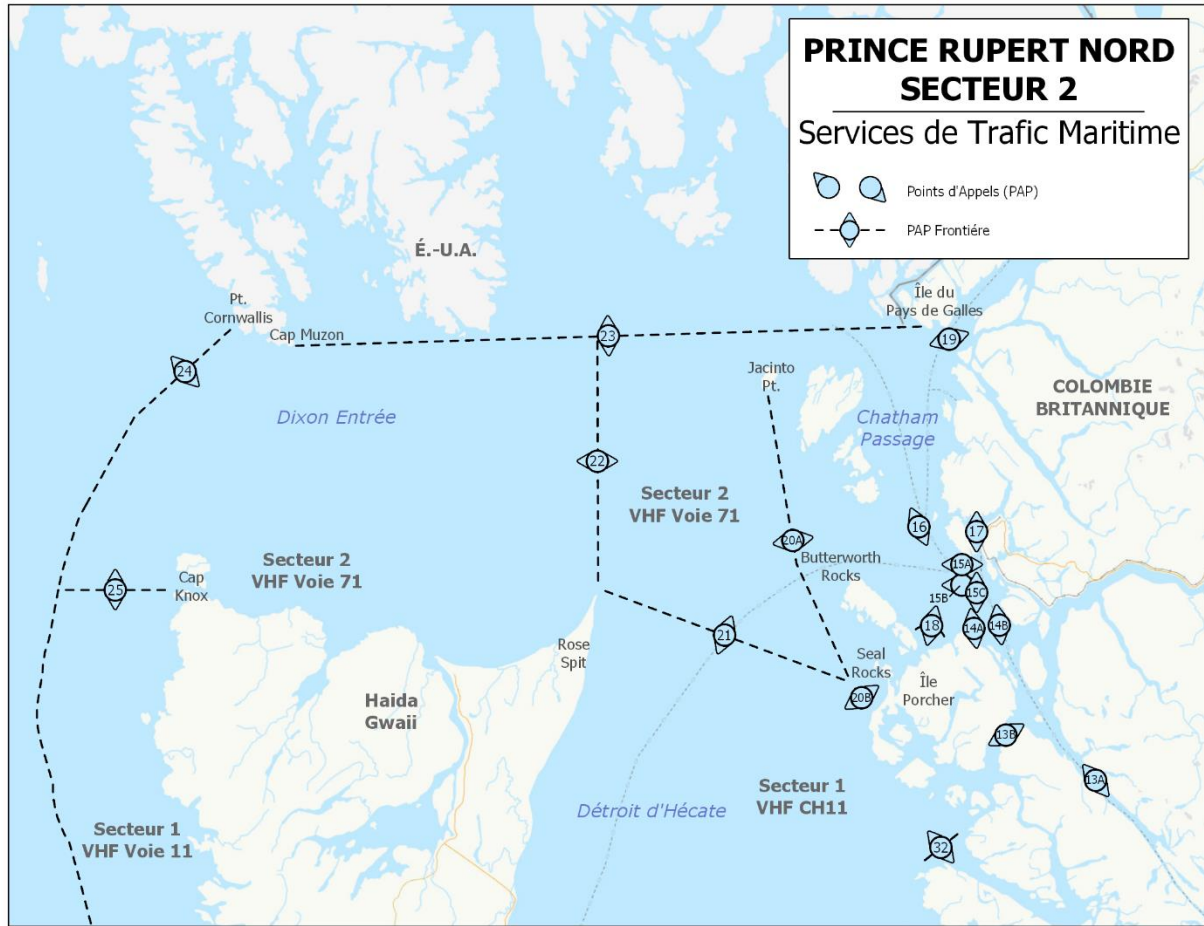 PRINCE RUPERT NORD
SECTEUR 2
Services de Trafic Maritime
Points d'Appels (PAP)
PAP Frontiére
É.-U.A.
Pt.
Cornwallis
Cap Muzon
Île du
Pays de Galles
23
19
24
Jacinto
Pt.
COLOMBIE
BRITANNIQUE
Dixon Entrée
Chatham
Passage
22
Secteur 2
VHF Voie 71
16
17
20A
Butterworth
Rocks
15A
Secteur 2
VHF Voie 71
25
Cap
Knox
15B
15C
18
14A
14B
21
Rose
Spit
Seal
Rocks
Île
Porcher
20B
Haida
Gwaii
13B
13A
Secteur 1
VHF CH11
Détroit d'Hécate
Secteur 1
VHF Voie 11
32